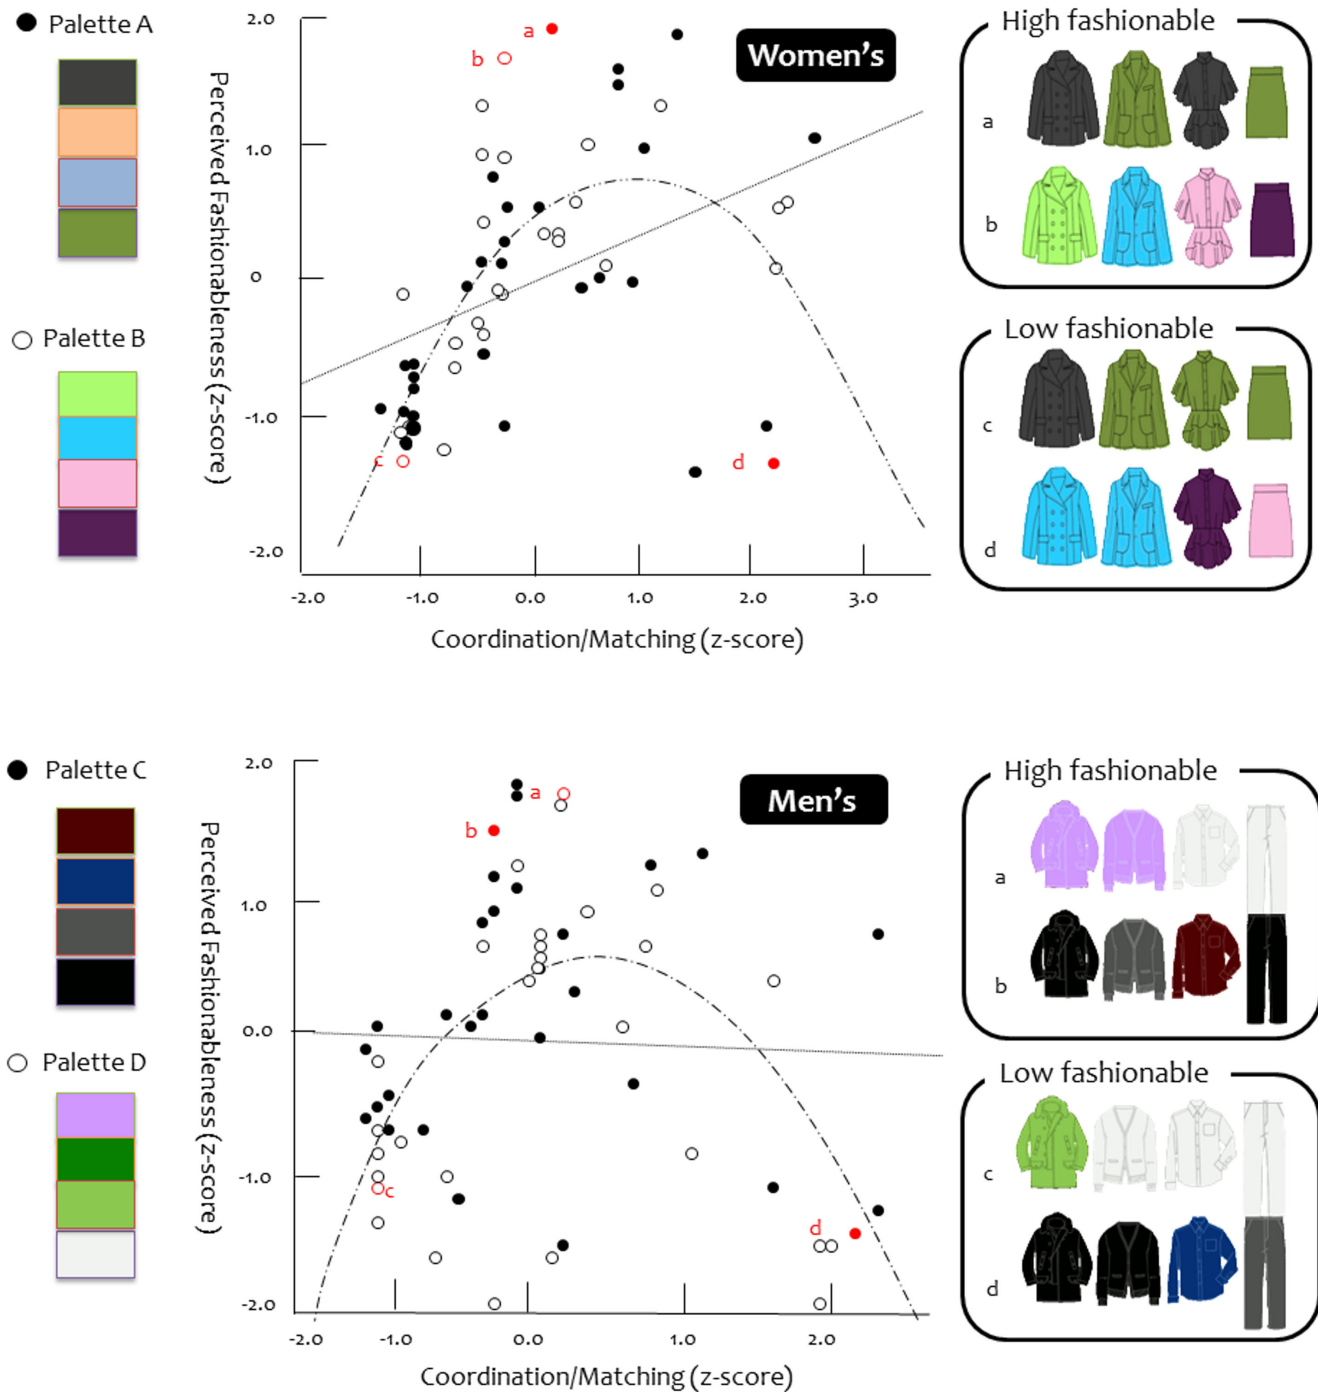 Palette A
Palette B
Perceived Fashionableness (z-score)
2.0
1.0
0
-1.0
-2.0
a
b
c
d
Women's
-2.0 -1.0 0.0 1.0 2.0 3.0
Coordination/Matching (z-score)
High fashionable
a
b
Low fashionable
c
d
Palette C
Palette D
Perceived Fashionableness (z-score)
2.0
1.0
0.0
-1.0
-2.0
a
b
c
d
Men's
-2.0 -1.0 0.0 1.0 2.0
Coordination/Matching (z-score)
High fashionable
a
b
Low fashionable
c
d